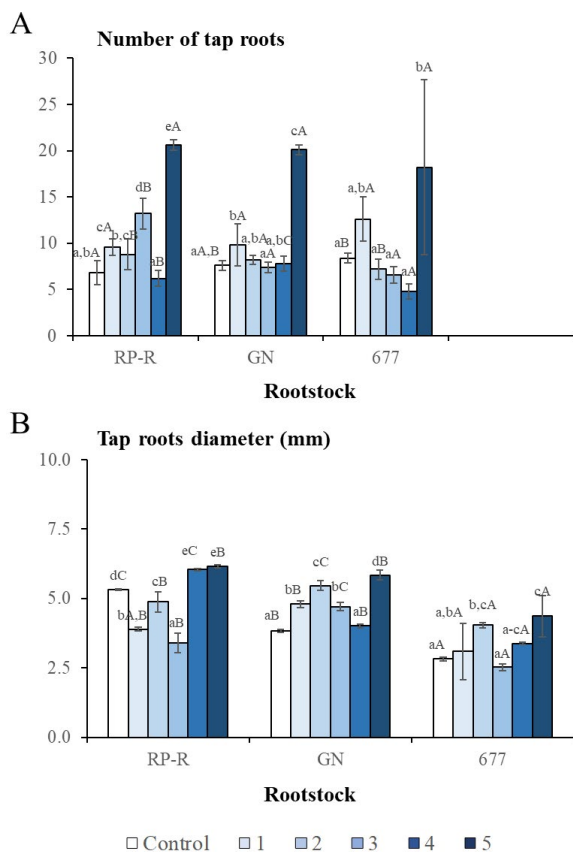 A
Number of tap roots
30
25
20
15
10
5
0
a,bA cA b,cB dB aB eA
aA,B bA a,bA aA a,bC cA
aB a,bA aB aA aA bA
RP-R GN 677
Rootstock
B
Tap roots diameter (mm)
10.0
7.5
5.0
2.5
0.0
dC bA,B cB aB eC eB
aB bB cC bC aB dB
aA a,bA b,cA aA a-cA cA
RP-R GN 677
Rootstock
Control 1 2 3 4 5